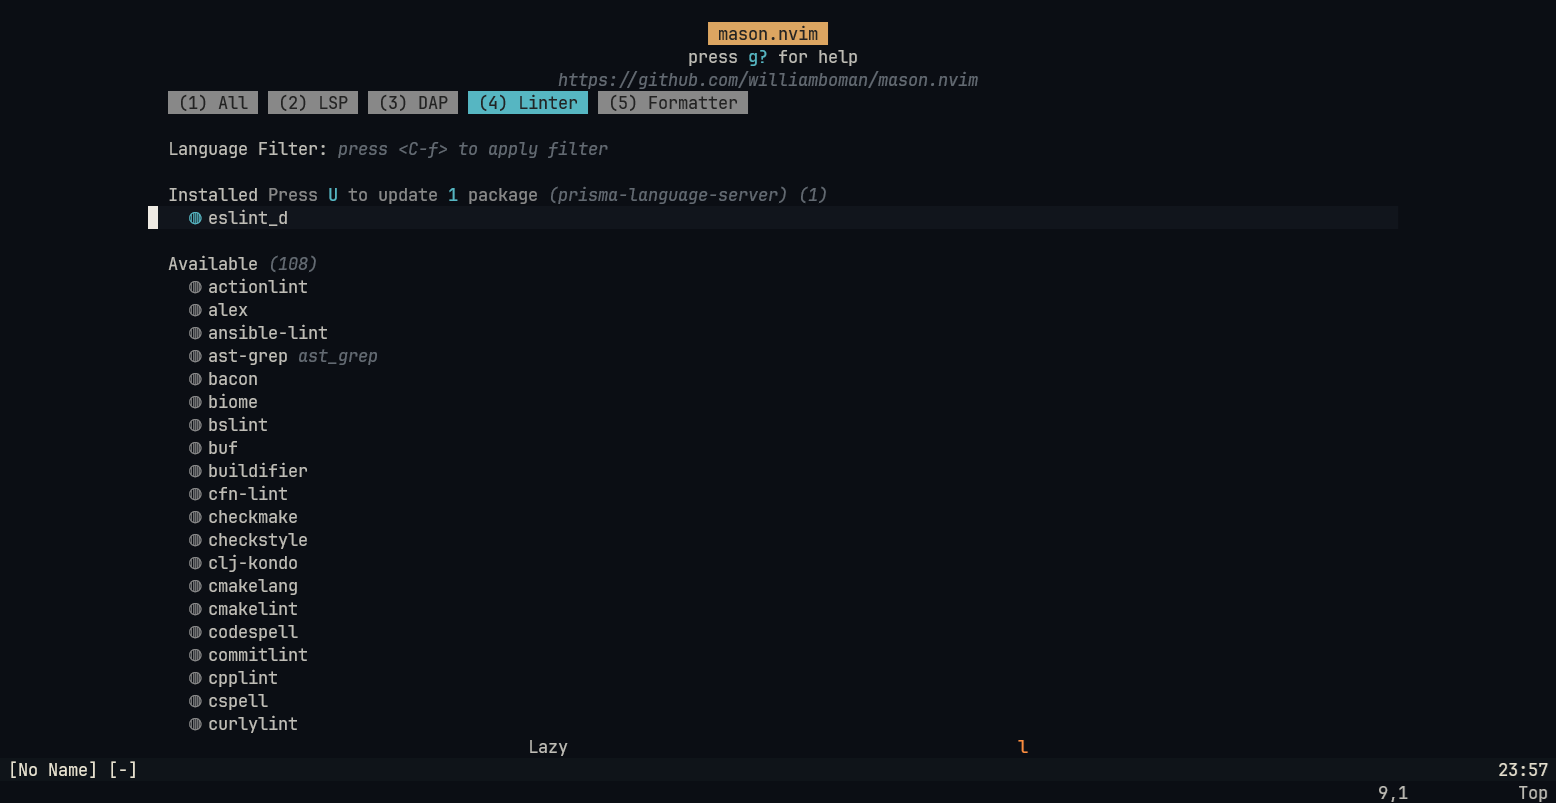 mason.nvim
press g? for help
https://github.com/williamboman/mason.nvim
(1) All (2) LSP (3) DAP (4) Linter (5) Formatter
Language Filter: press <C-f> to apply filter
Installed Press U to update 1 package (prisma-language-server) (1)
eslint_d
Available (108)
actionlint
alex
ansible-lint
ast-grep ast_grep
bacon
biome
bslint
buf
buildifier
cfn-lint
checkmake
checkstyle
clj-kondo
cmakelang
cmakelint
codespell
commitlint
cpplint
cspell
curlylint
Lazy l
[No Name] [-] 23:57
9,1 Top